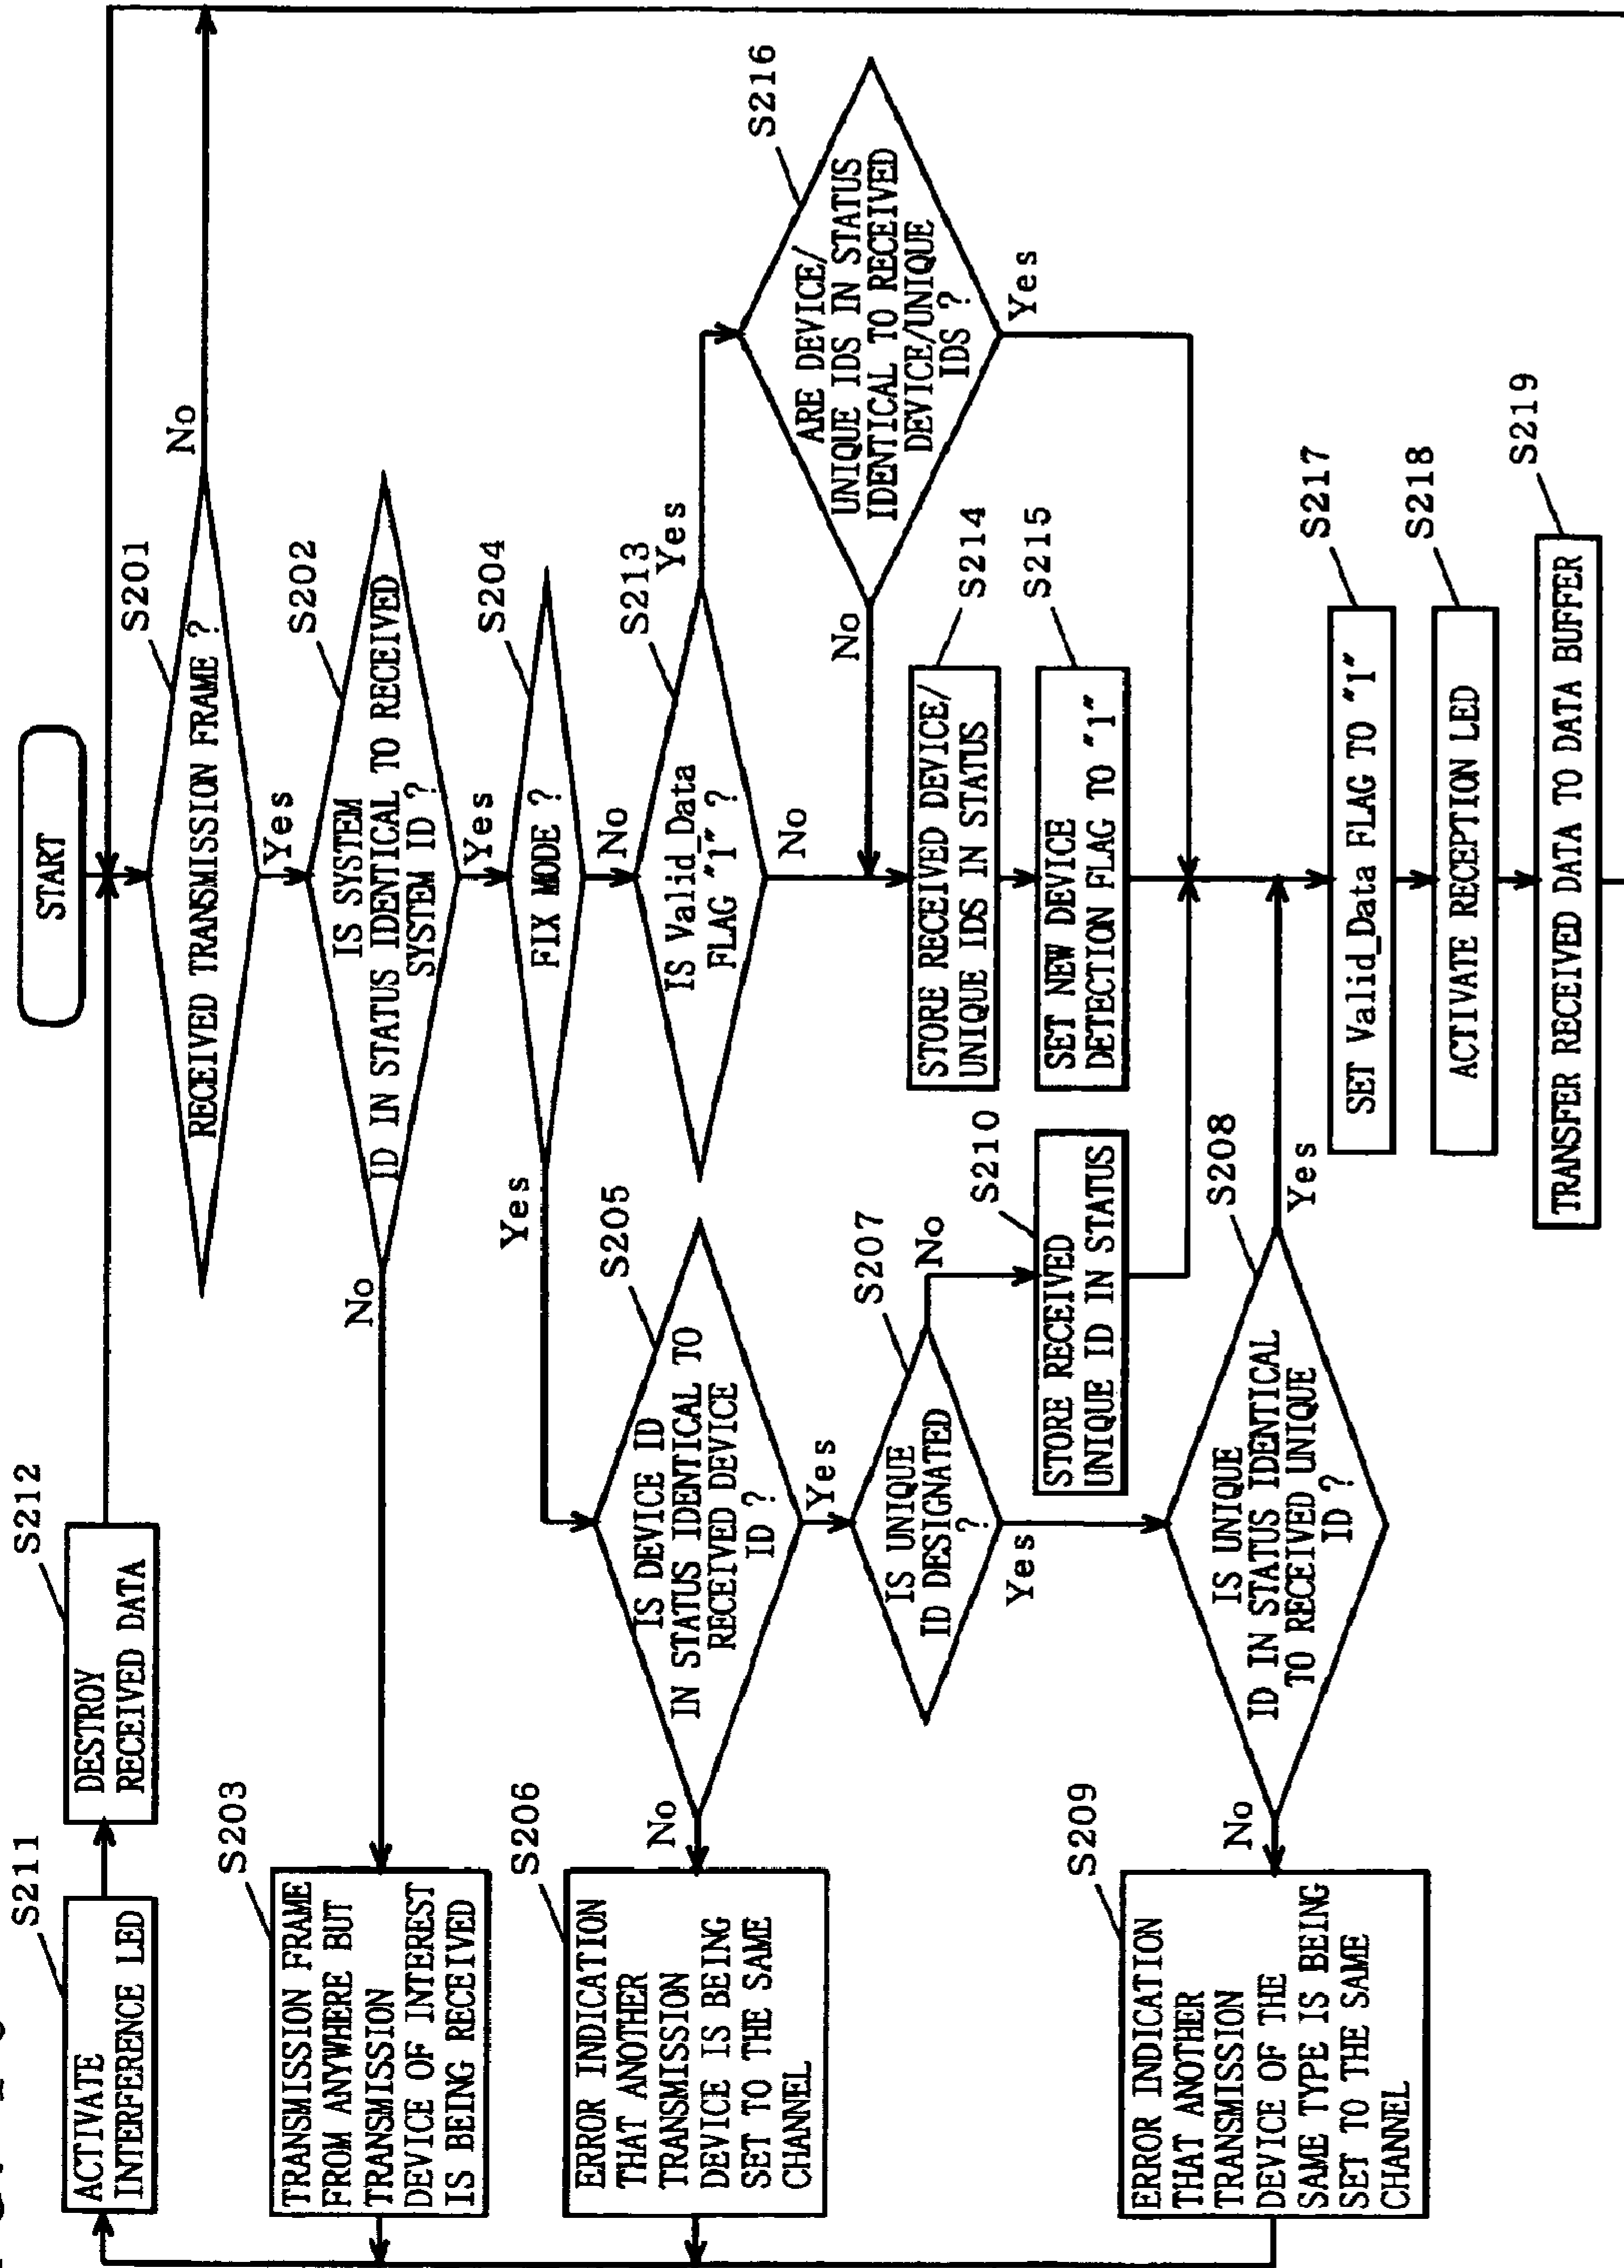 START
S201
RECEIVED TRANSMISSION FRAME ?
No
Yes
S202
IS SYSTEM
ID IN STATUS IDENTICAL TO RECEIVED
SYSTEM ID ?
No
Yes
S203
TRANSMISSION FRAME
FROM ANYWHERE BUT
TRANSMISSION
DEVICE OF INTEREST
IS BEING RECEIVED
S204
FIX MODE ?
Yes
No
S205
IS DEVICE ID
IN STATUS IDENTICAL TO
RECEIVED DEVICE
ID ?
No
Yes
S206
ERROR INDICATION
THAT ANOTHER
TRANSMISSION
DEVICE IS BEING
SET TO THE SAME
CHANNEL
S207
IS UNIQUE
ID DESIGNATED
?
No
Yes
S208
IS UNIQUE
ID IN STATUS IDENTICAL
TO RECEIVED UNIQUE
ID ?
No
Yes
S209
ERROR INDICATION
THAT ANOTHER
TRANSMISSION
DEVICE OF THE
SAME TYPE IS BEING
SET TO THE SAME
CHANNEL
S210
STORE RECEIVED
UNIQUE ID IN STATUS
S211
ACTIVATE
INTERFERENCE LED
S212
DESTROY
RECEIVED DATA
S213
IS Valid_Data
FLAG "1" ?
Yes
No
S214
STORE RECEIVED DEVICE/
UNIQUE IDS IN STATUS
S215
SET NEW DEVICE
DETECTION FLAG TO "1"
S216
ARE DEVICE/
UNIQUE IDS IN STATUS
IDENTICAL TO RECEIVED
DEVICE/UNIQUE
IDS ?
No
Yes
S217
SET Valid_Data FLAG TO "1"
S218
ACTIVATE RECEPTION LED
S219
TRANSFER RECEIVED DATA TO DATA BUFFER